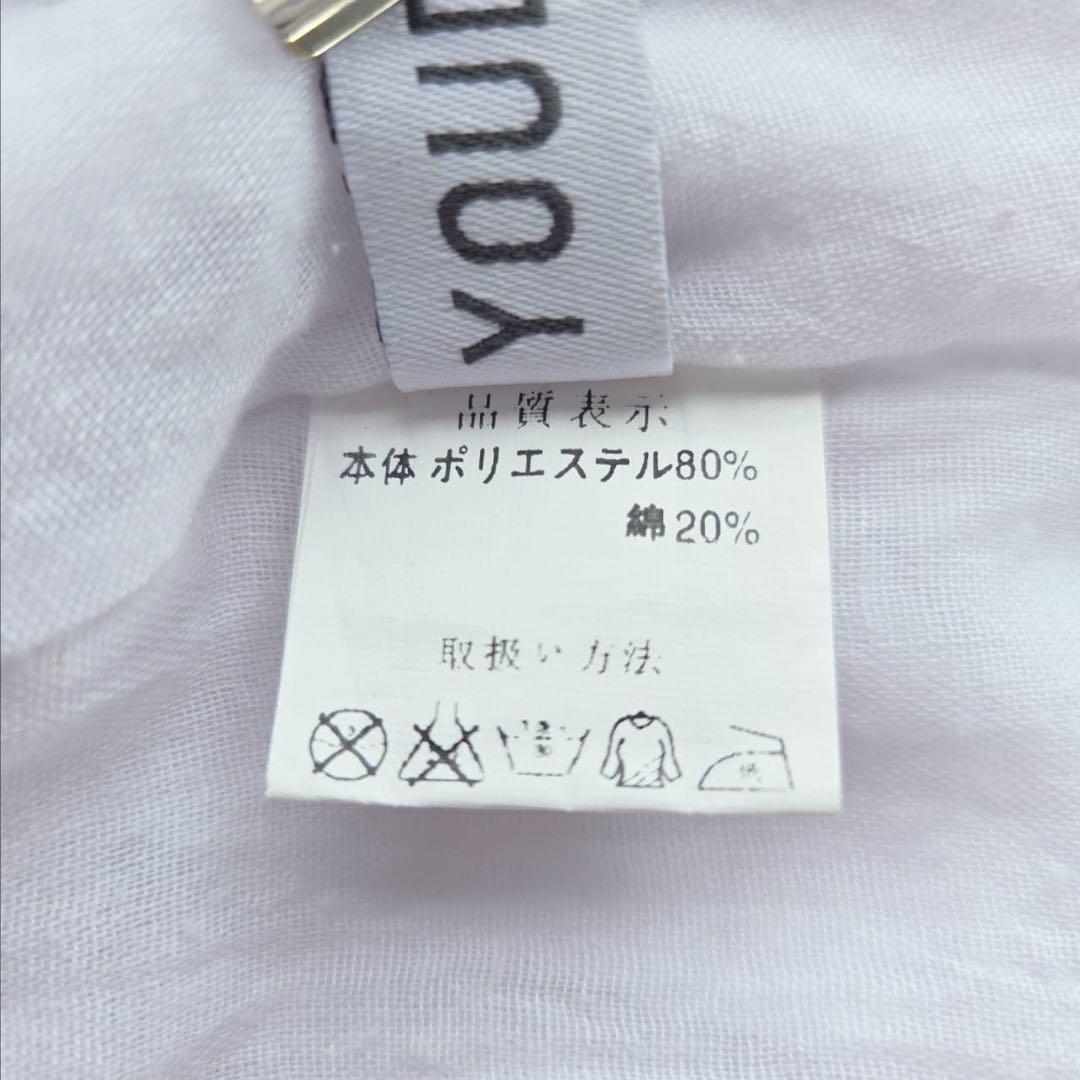 YOU
品質表示
本体 ポリエステル80%
綿 20%
取扱い方法
低